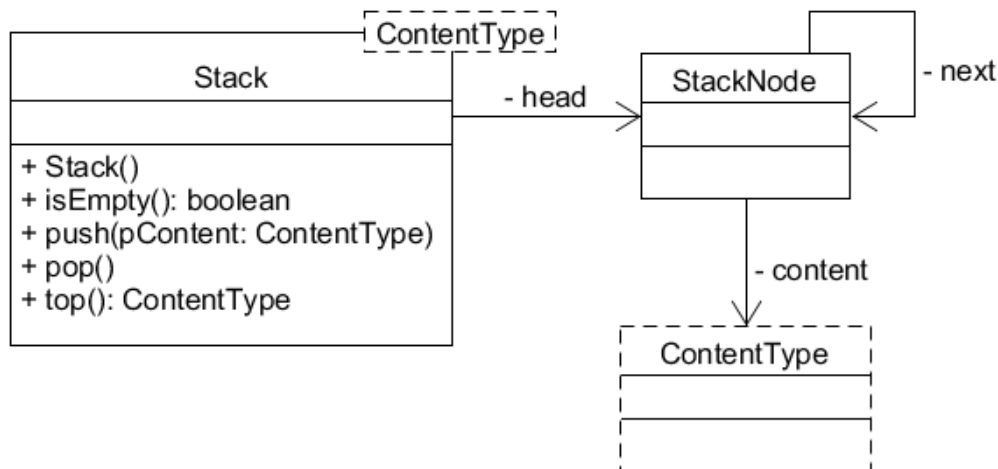 ContentType
Stack
+ Stack()
+ isEmpty(): boolean
+ push(pContent: ContentType)
+ pop()
+ top(): ContentType
- head
StackNode
- next
- content
ContentType